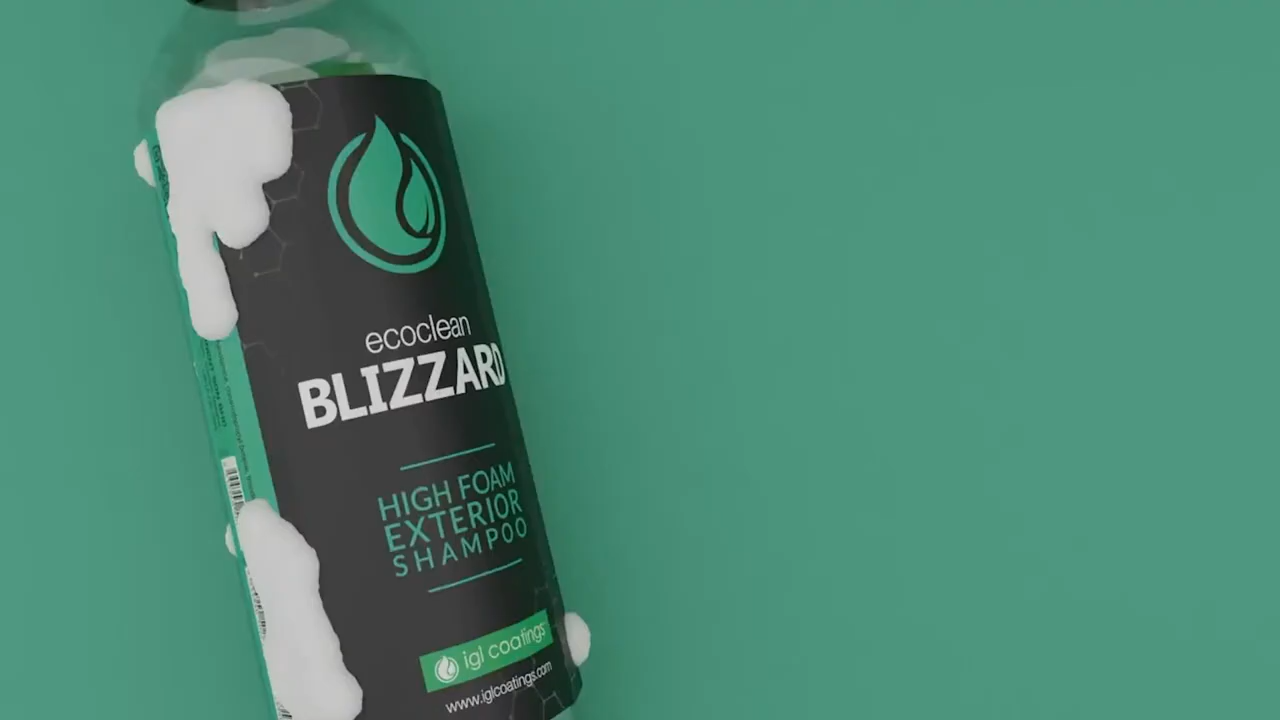 ecoclean
BLIZZARD
HIGH FOAM
EXTERIOR
SHAMPOO
igl coatings
www.iglcoatings.com